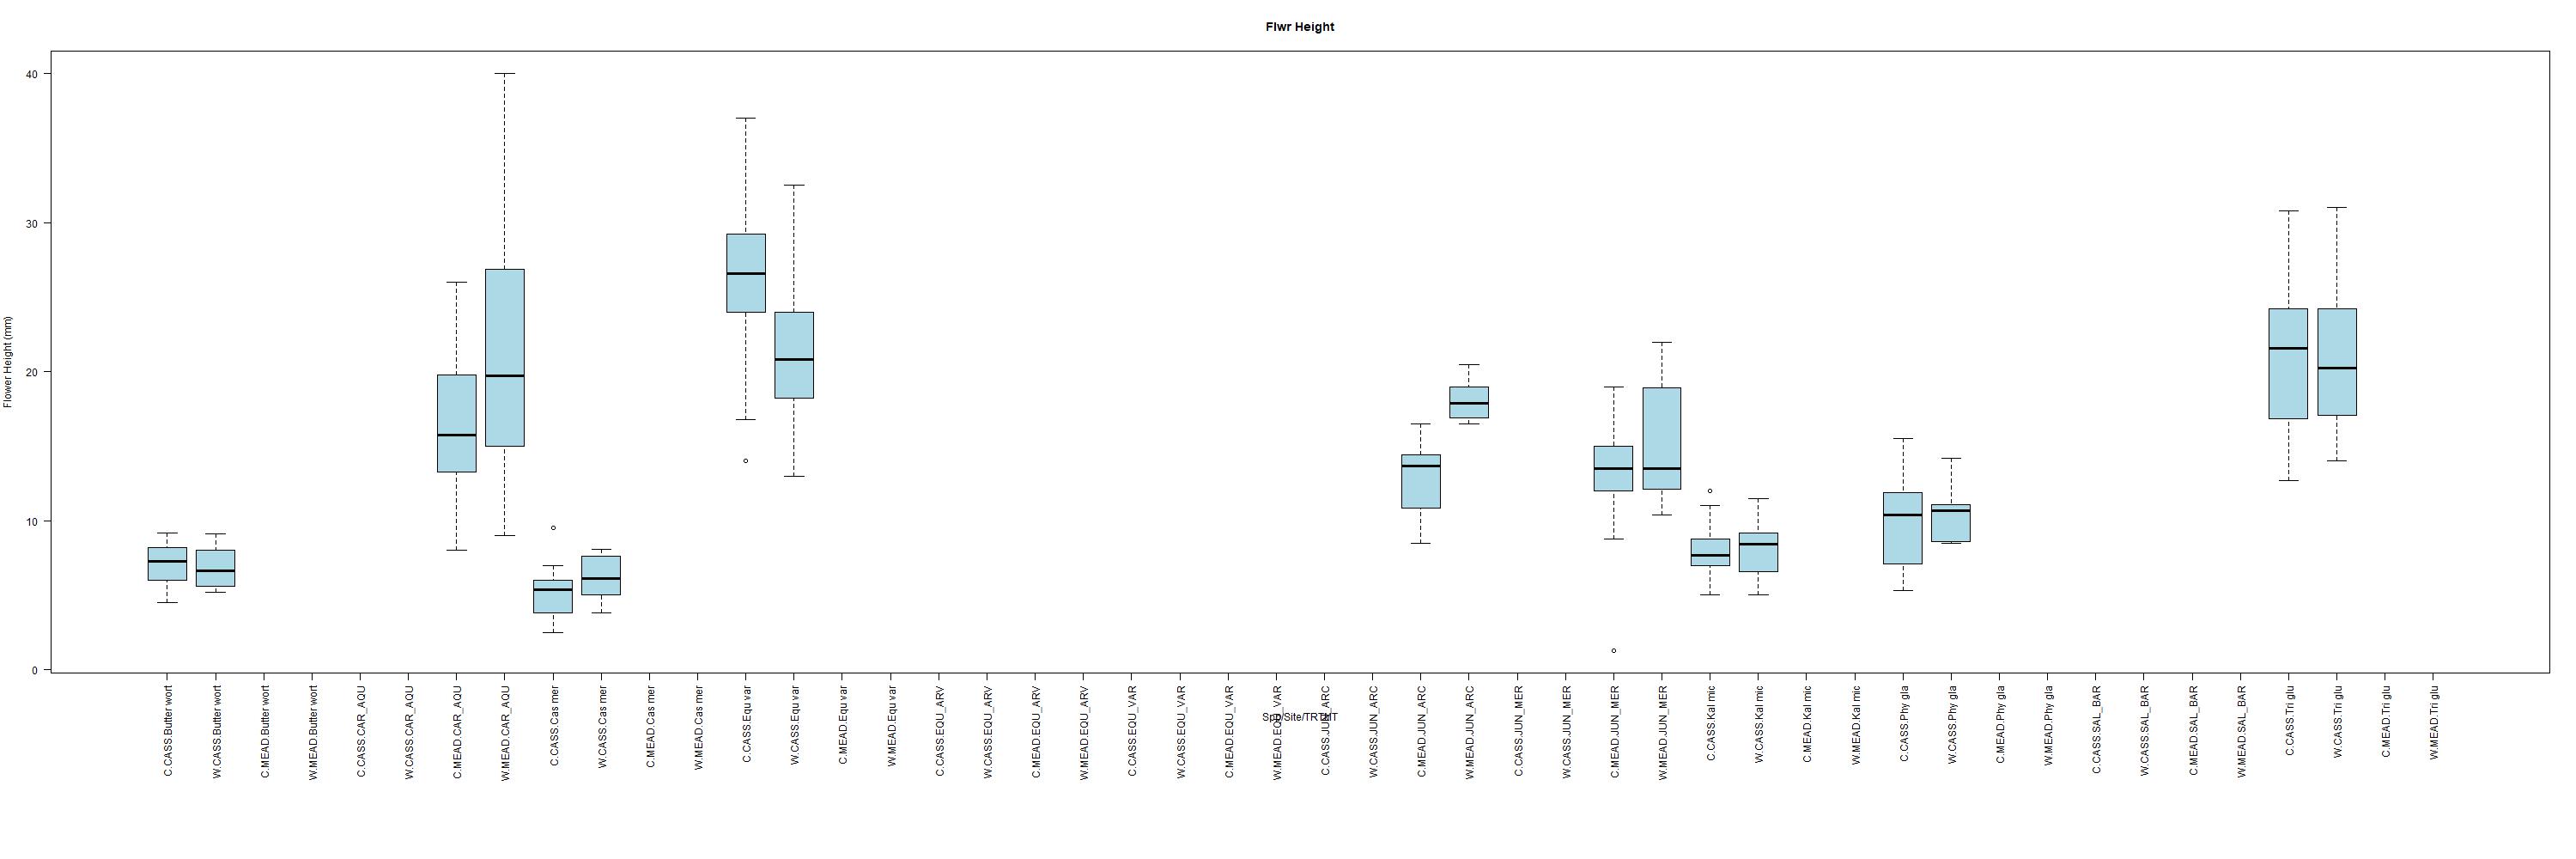 Flwr Height
Flower Height (mm)
40
30
20
10
0
C.CASS.Butter wort
W.CASS.Butter wort
C.MEAD.Butter wort
W.MEAD.Butter wort
C.CASS.CAR_AQU
W.CASS.CAR_AQU
C.MEAD.CAR_AQU
W.MEAD.CAR_AQU
C.CASS.Cas mer
W.CASS.Cas mer
C.MEAD.Cas mer
W.MEAD.Cas mer
C.CASS.Equ var
W.CASS.Equ var
C.MEAD.Equ var
W.MEAD.Equ var
C.CASS.EQU_ARV
W.CASS.EQU_ARV
C.MEAD.EQU_ARV
W.MEAD.EQU_ARV
C.CASS.EQU_VAR
W.CASS.EQU_VAR
C.MEAD.EQU_VAR
W.MEAD.EQU_VAR
C.CASS.JUN_ARC
W.CASS.JUN_ARC
C.MEAD.JUN_ARC
W.MEAD.JUN_ARC
C.CASS.JUN_MER
W.CASS.JUN_MER
C.MEAD.JUN_MER
W.MEAD.JUN_MER
C.CASS.Kal mic
W.CASS.Kal mic
C.MEAD.Kal mic
W.MEAD.Kal mic
C.CASS.Phy gla
W.CASS.Phy gla
C.MEAD.Phy gla
W.MEAD.Phy gla
C.CASS.SAL_BAR
W.CASS.SAL_BAR
C.MEAD.SAL_BAR
W.MEAD.SAL_BAR
C.CASS.Tri glu
W.CASS.Tri glu
C.MEAD.Tri glu
W.MEAD.Tri glu
Spp/Site/TRTMT